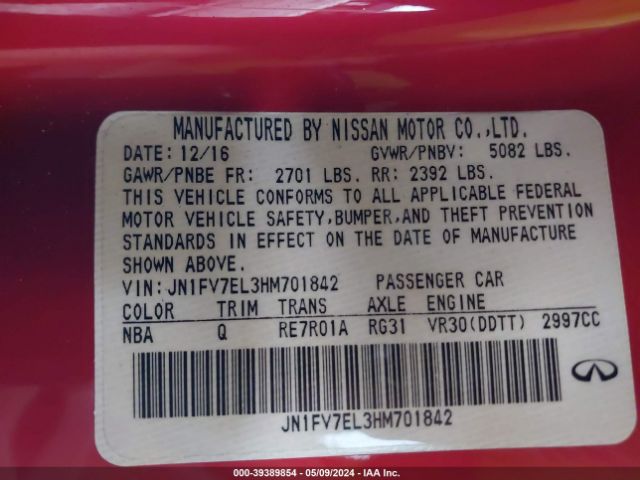 MANUFACTURED BY NISSAN MOTOR CO.,LTD.
DATE: 12/16 GVWR/PNBV: 5082 LBS.
GAWR/PNBE FR: 2701 LBS. RR: 2392 LBS.
THIS VEHICLE CONFORMS TO ALL APPLICABLE FEDERAL
MOTOR VEHICLE SAFETY,BUMPER,AND THEFT PREVENTION
STANDARDS IN EFFECT ON THE DATE OF MANUFACTURE
SHOWN ABOVE.
VIN:JN1FV7EL3HM701842 PASSENGER CAR
COLOR TRIM TRANS AXLE ENGINE
NBA Q RE7R01A RG31 VR30(DDTT) 2997CC
JN1FV7EL3HM701842
000-39389854 - 05/09/2024 - IAA Inc.